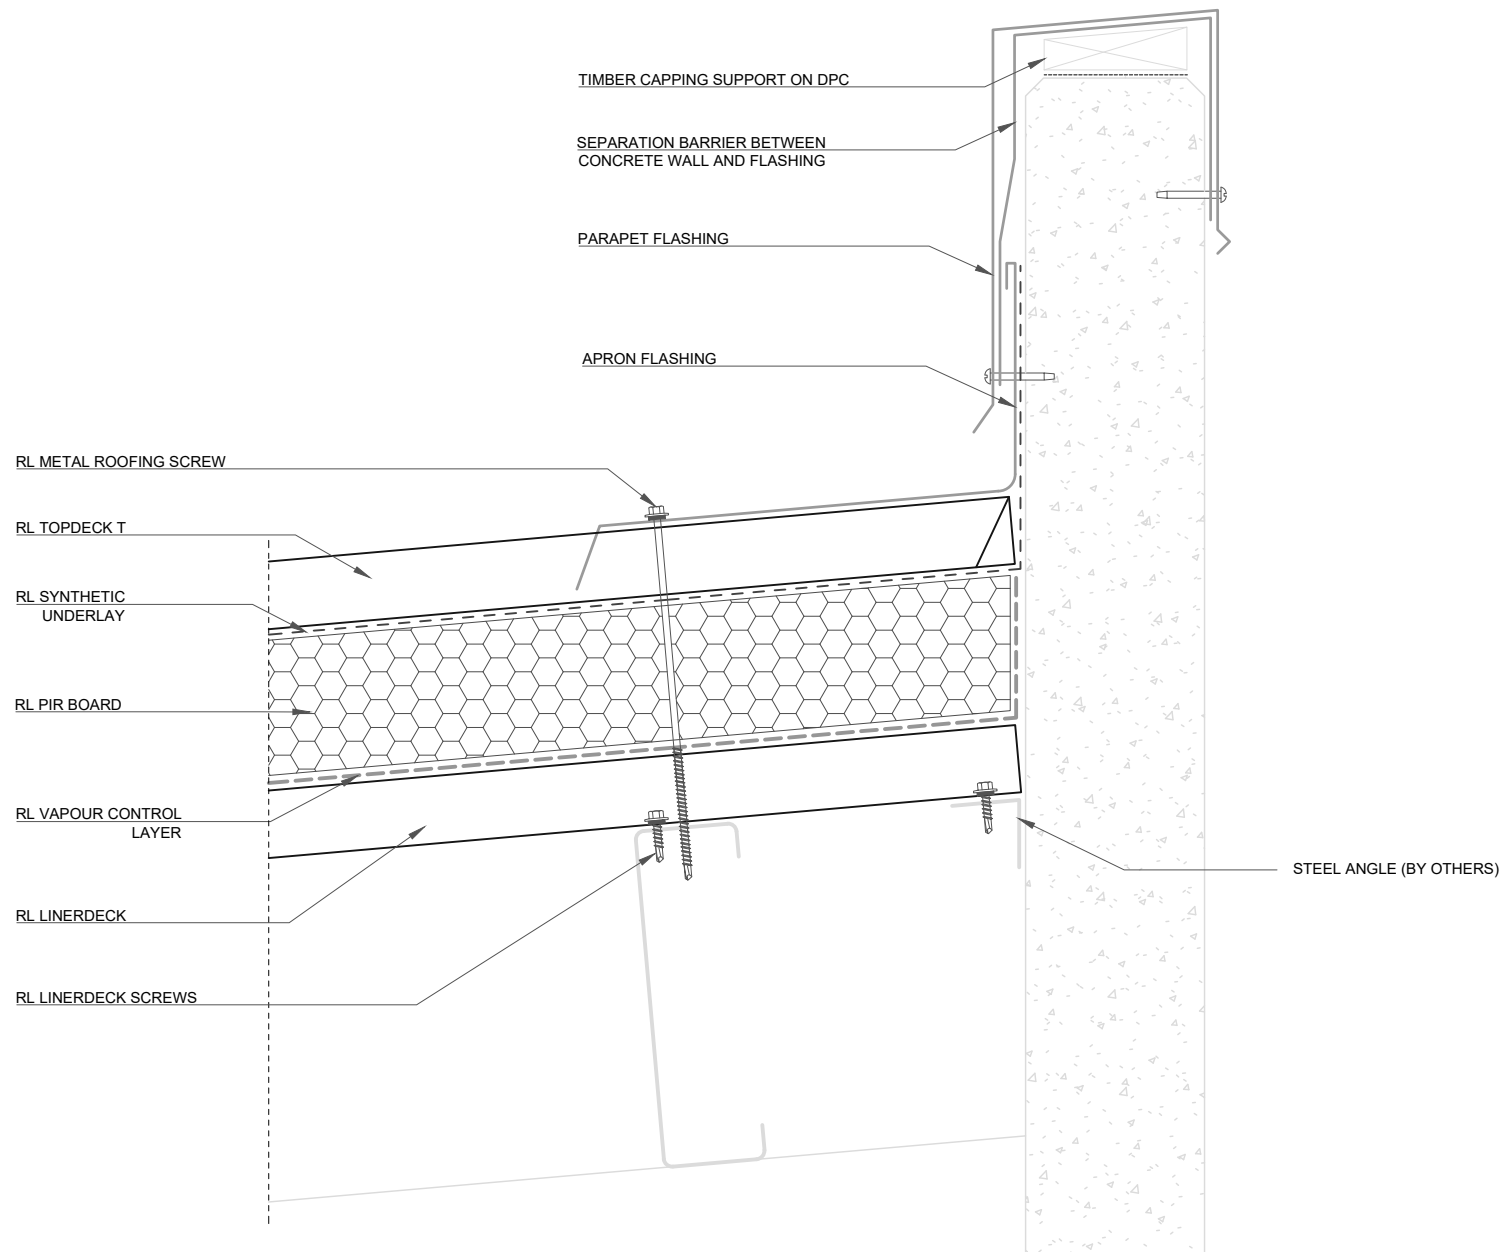 TIMBER CAPPING SUPPORT ON DPC
SEPARATION BARRIER BETWEEN
CONCRETE WALL AND FLASHING
PARAPET FLASHING
APRON FLASHING
RL METAL ROOFING SCREW
RL TOPDECK T
RL SYNTHETIC
UNDERLAY
RL PIR BOARD
RL VAPOUR CONTROL
LAYER
STEEL ANGLE (BY OTHERS)
RL LINERDECK
RL LINERDECK SCREWS